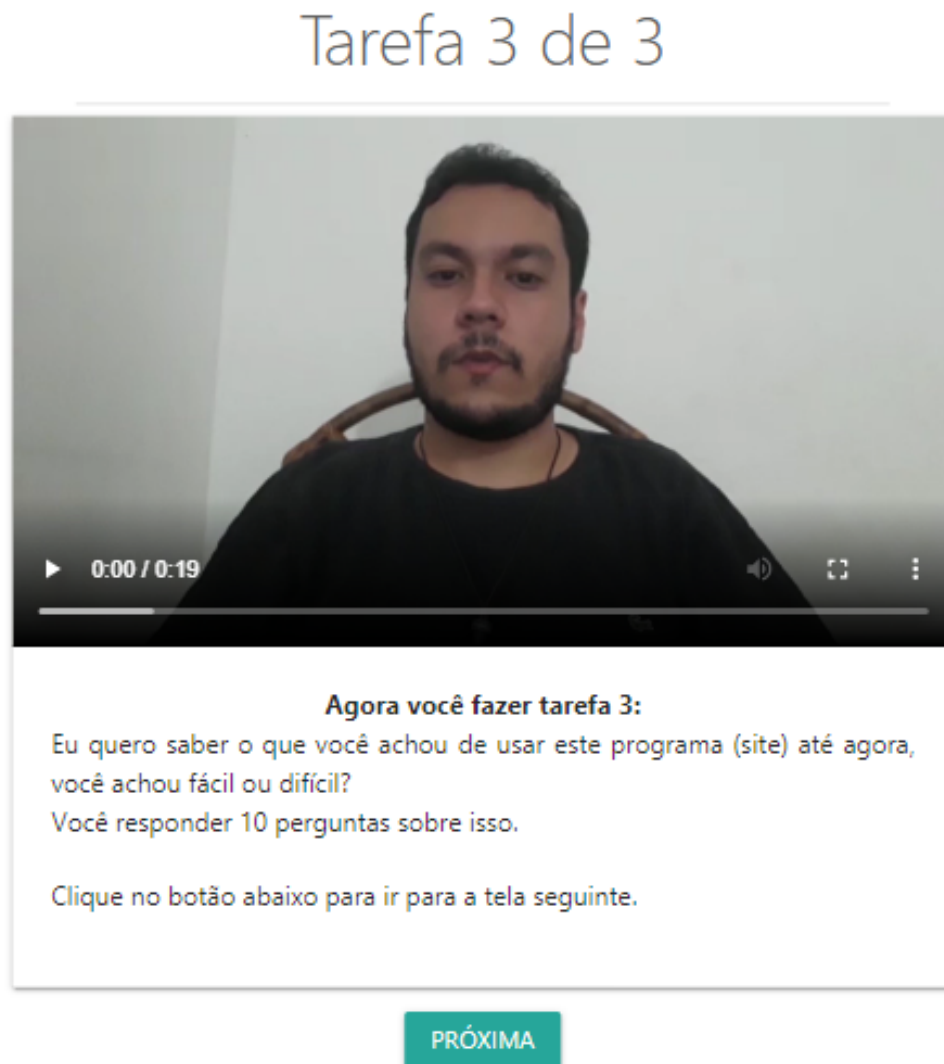 Tarefa 3 de 3
0:00 / 0:19
Agora você fazer tarefa 3:
Eu quero saber o que você achou de usar este programa (site) até agora,
você achou fácil ou difícil?
Você responder 10 perguntas sobre isso.
Clique no botão abaixo para ir para a tela seguinte.
PRÓXIMA